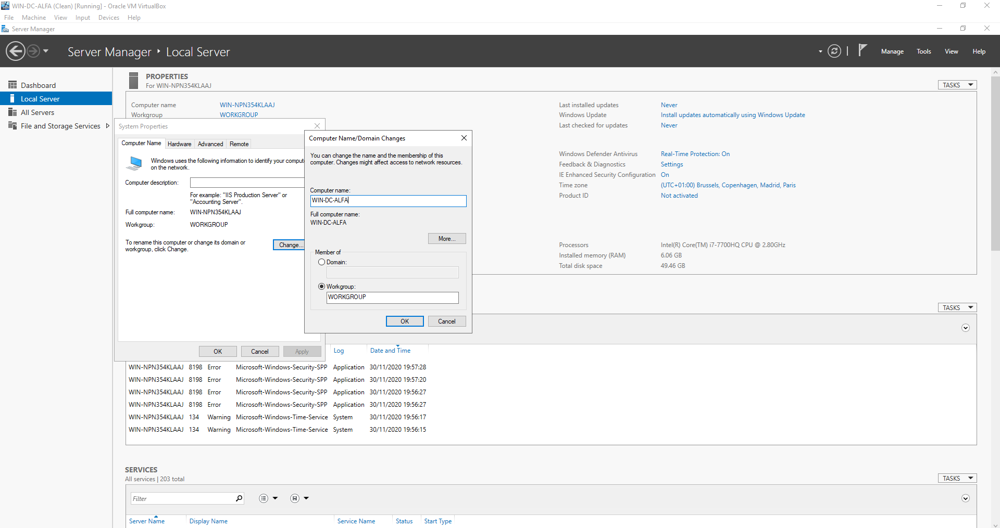 WIN-DC-ALFA (Clean) [Running] - Oracle VM VirtualBox
File Machine View Input Devices Help
Server Manager
Server Manager ‣ Local Server
Manage Tools View Help
Dashboard
Local Server
All Servers
File and Storage Services
PROPERTIES
For WIN-NPN354KLAAJ
TASKS
Computer name WIN-NPN354KLAAJ
Workgroup WORKGROUP
Last installed updates Never
Windows Update Install updates automatically using Windows Update
Last checked for updates Never
Windows Defender Antivirus Real-Time Protection: On
Feedback & Diagnostics Settings
IE Enhanced Security Configuration On
Time zone (UTC+01:00) Brussels, Copenhagen, Madrid, Paris
Product ID Not activated
Processors Intel(R) Core(TM) i7-7700HQ CPU @ 2.80GHz
Installed memory (RAM) 6.06 GB
Total disk space 49.46 GB
System Properties
Computer Name Hardware Advanced Remote
Windows uses the following information to identify your comput
on the network.
Computer description:
For example: "IIS Production Server" or
"Accounting Server".
Full computer name: WIN-NPN354KLAAJ
Workgroup: WORKGROUP
To rename this computer or change its domain or
workgroup, click Change.
Change...
OK Cancel Apply
Computer Name/Domain Changes
You can change the name and the membership of this
computer. Changes might affect access to network resources.
Computer name:
WIN-DC-ALFA
Full computer name:
WIN-DC-ALFA
More...
Member of
Domain:
Workgroup:
WORKGROUP
OK Cancel
TASKS
Log Date and Time
WIN-NPN354KLAAJ 8198 Error Microsoft-Windows-Security-SPP Application 30/11/2020 19:57:28
WIN-NPN354KLAAJ 8198 Error Microsoft-Windows-Security-SPP Application 30/11/2020 19:57:20
WIN-NPN354KLAAJ 8198 Error Microsoft-Windows-Security-SPP Application 30/11/2020 19:56:27
WIN-NPN354KLAAJ 8198 Error Microsoft-Windows-Security-SPP Application 30/11/2020 19:56:27
WIN-NPN354KLAAJ 134 Warning Microsoft-Windows-Time-Service System 30/11/2020 19:56:17
WIN-NPN354KLAAJ 134 Warning Microsoft-Windows-Time-Service System 30/11/2020 19:56:15
SERVICES
All services | 203 total
TASKS
Filter
Server Name Display Name Service Name Status Start Type